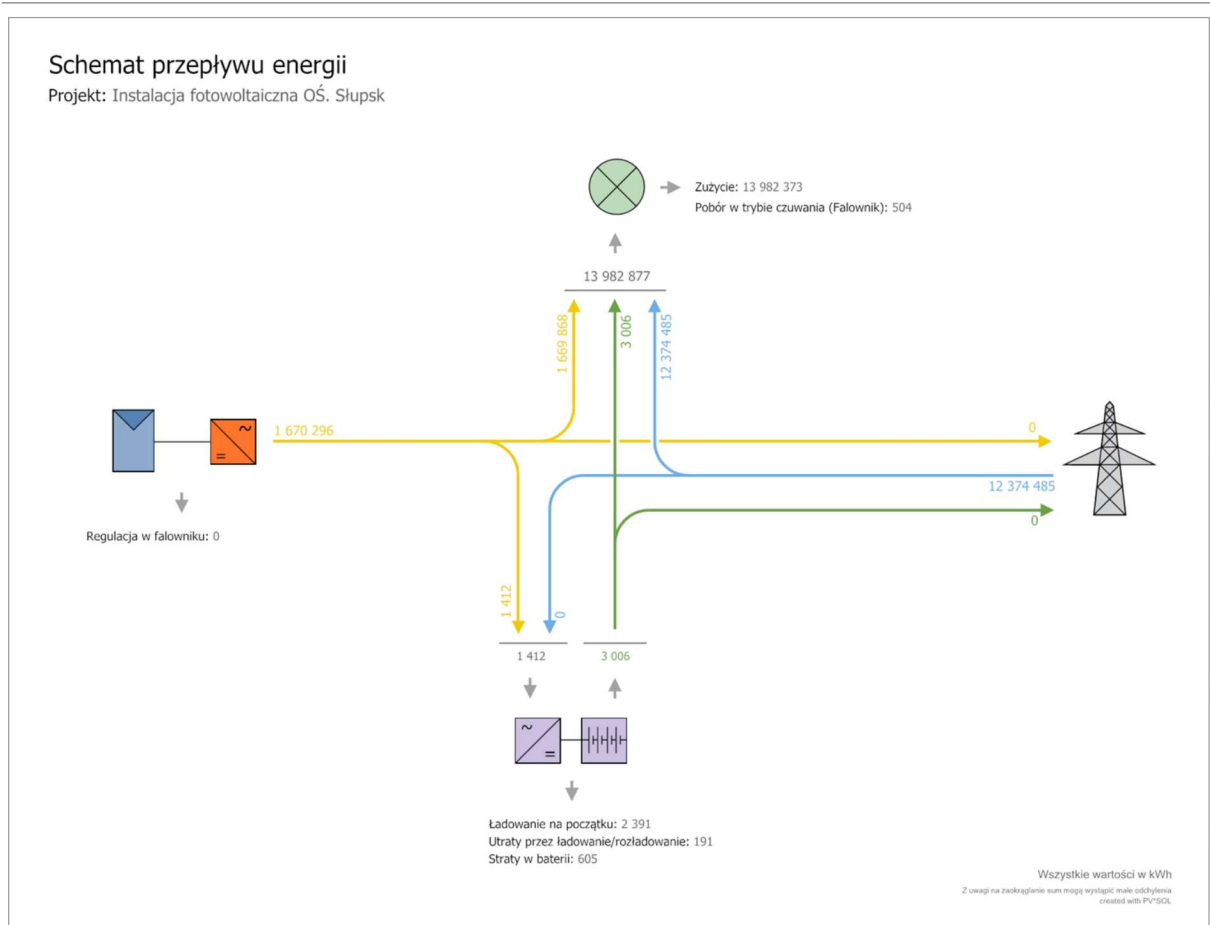 Schemat przepływu energii
Projekt: Instalacja fotowoltaiczna OŚ. Słupsk
Zużycie: 13 982 373
Pobór w trybie czuwania (Falownik): 504
13 982 877
1 669 868
3 006
12 374 485
1 670 296
0
12 374 485
0
Regulacja w falowniku: 0
1 412
0
1 412
3 006
Ładowanie na początku: 2 391
Utraty przez ładowanie/rozładowanie: 191
Straty w baterii: 605
Wszystkie wartości w kWh
Z uwagi na zaokrąglanie sum mogą wystąpić małe odchylenia
created with PV*SOL